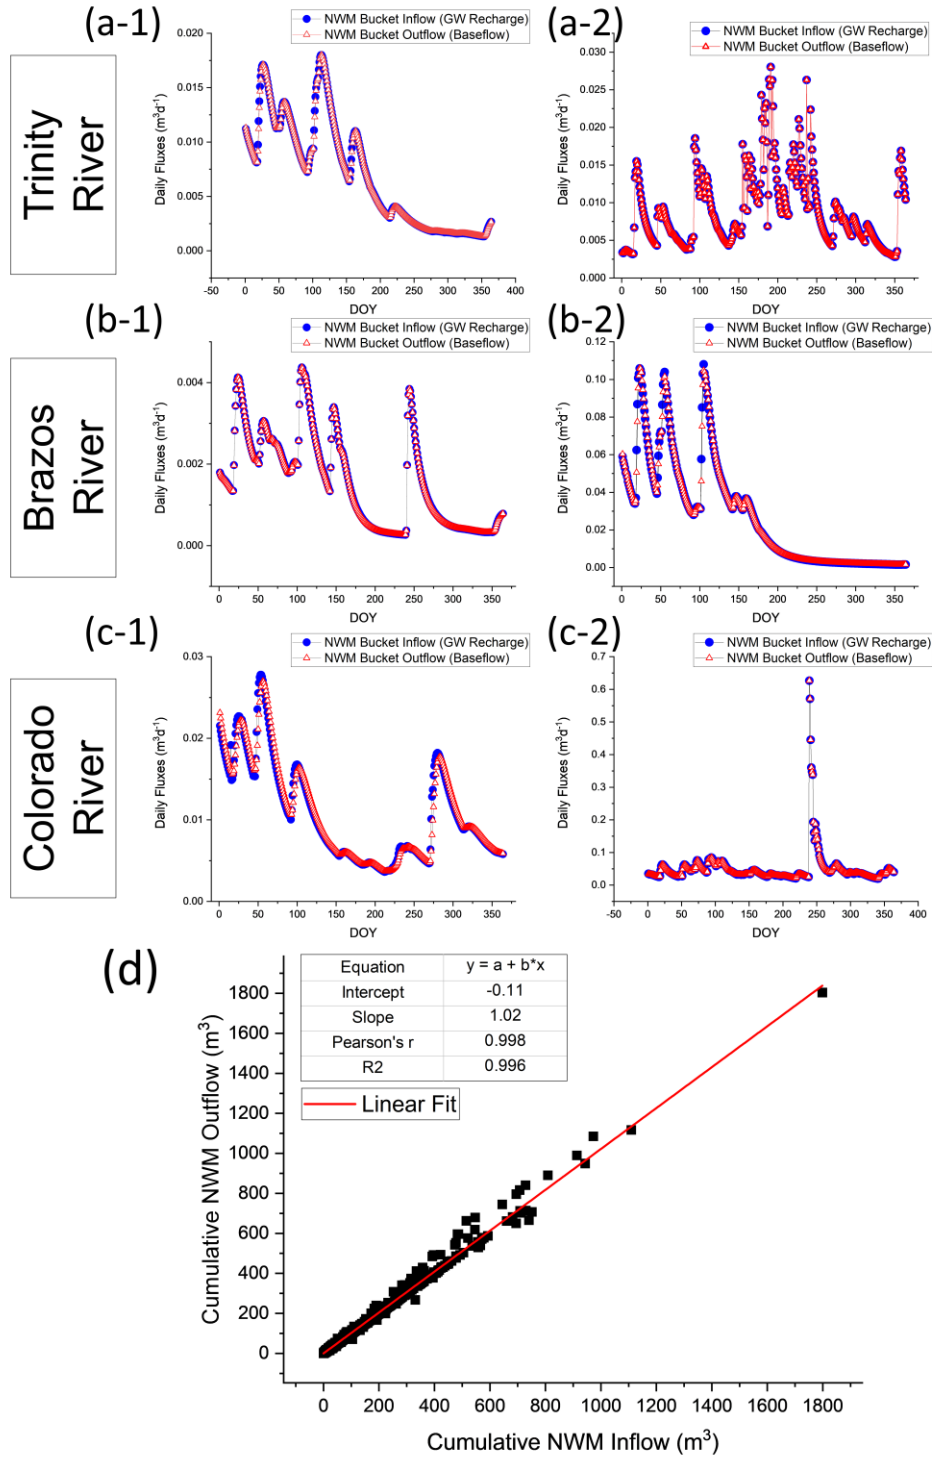 (a-1)
NWM Bucket Inflow (GW Recharge)
NWM Bucket Outflow (Baseflow)
0.020
0.015
0.010
0.005
0.000
Daily Fluxes (m³d⁻¹)
-50 0 50 100 150 200 250 300 350 400
DOY
(a-2)
NWM Bucket Inflow (GW Recharge)
NWM Bucket Outflow (Baseflow)
0.030
0.025
0.020
0.015
0.010
0.005
0.000
Daily Fluxes (m³d⁻¹)
0 50 100 150 200 250 300 350
DOY
Trinity
River
(b-1)
NWM Bucket Inflow (GW Recharge)
NWM Bucket Outflow (Baseflow)
0.004
0.002
0.000
Daily Fluxes (m³d⁻¹)
0 50 100 150 200 250 300 350
DOY
(b-2)
NWM Bucket Inflow (GW Recharge)
NWM Bucket Outflow (Baseflow)
0.12
0.10
0.08
0.06
0.04
0.02
0.00
Daily Fluxes (m³d⁻¹)
0 50 100 150 200 250 300 350
DOY
Brazos
River
(c-1)
NWM Bucket Inflow (GW Recharge)
NWM Bucket Outflow (Baseflow)
0.03
0.02
0.01
0.00
Daily Fluxes (m³d⁻¹)
0 50 100 150 200 250 300 350
DOY
(c-2)
NWM Bucket Inflow (GW Recharge)
NWM Bucket Outflow (Baseflow)
0.7
0.6
0.5
0.4
0.3
0.2
0.1
0.0
Daily Fluxes (m³d⁻¹)
-50 0 50 100 150 200 250 300 350 400
DOY
Colorado
River
(d)
Equation y = a + b*x
Intercept -0.11
Slope 1.02
Pearson's r 0.998
R2 0.996
Linear Fit
1800
1600
1400
1200
1000
800
600
400
200
0
Cumulative NWM Outflow (m³)
0 200 400 600 800 1000 1200 1400 1600 1800
Cumulative NWM Inflow (m³)